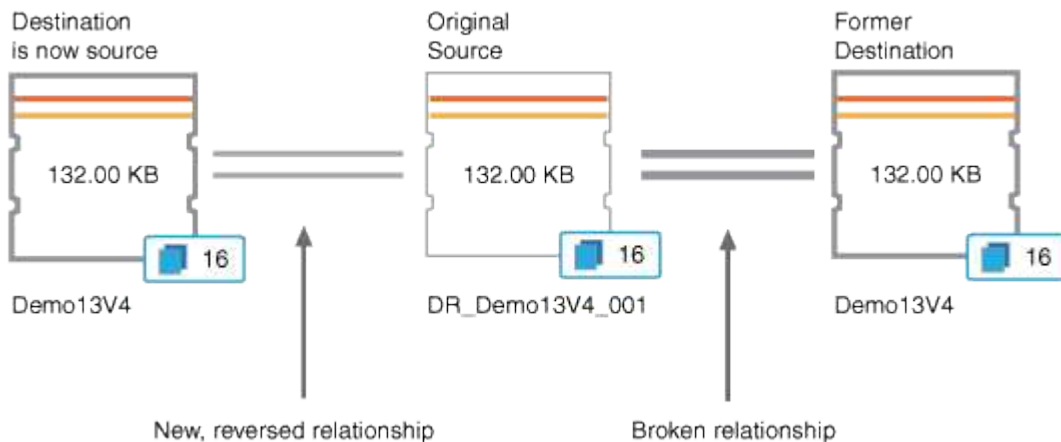 Destination
is now source
Original
Source
Former
Destination
132.00 KB
132.00 KB
132.00 KB
16
16
16
Demo13V4
DR_Demo13V4_001
Demo13V4
New, reversed relationship
Broken relationship